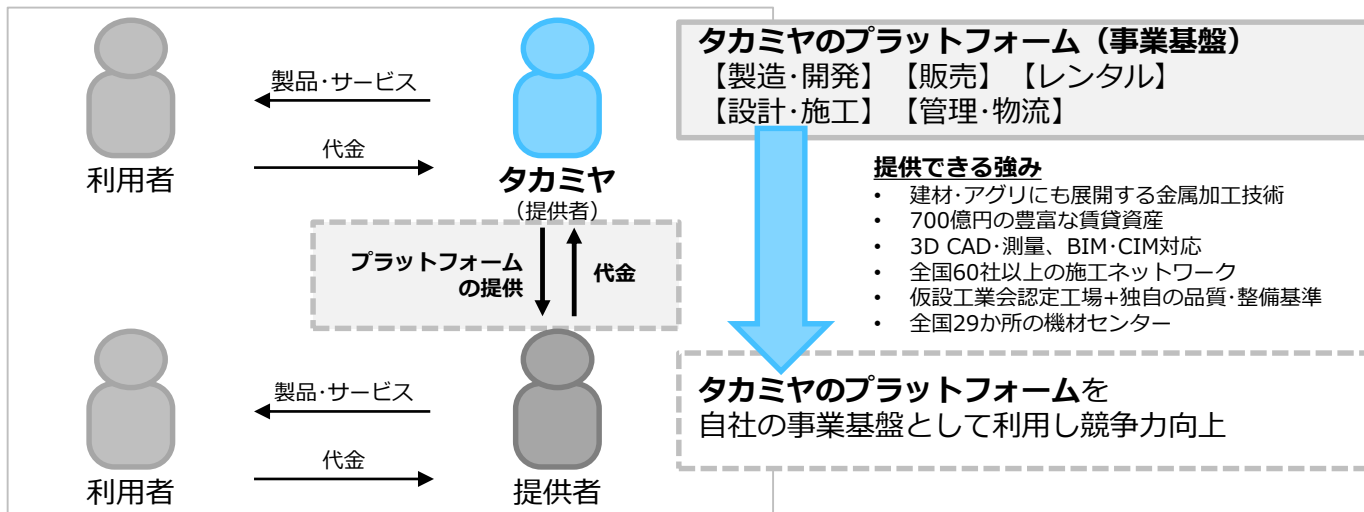 製品･サービス
代金
利用者
タカミヤ
（提供者）
プラットフォーム
の提供
代金
製品･サービス
代金
利用者
提供者
タカミヤのプラットフォーム（事業基盤）
【製造･開発】【販売】【レンタル】
【設計･施工】【管理･物流】
提供できる強み
• 建材･アグリにも展開する金属加工技術
• 700億円の豊富な賃貸資産
• 3D CAD･測量、BIM･CIM対応
• 全国60社以上の施工ネットワーク
• 仮設工業会認定工場+独自の品質･整備基準
• 全国29か所の機材センター
タカミヤのプラットフォームを
自社の事業基盤として利用し競争力向上